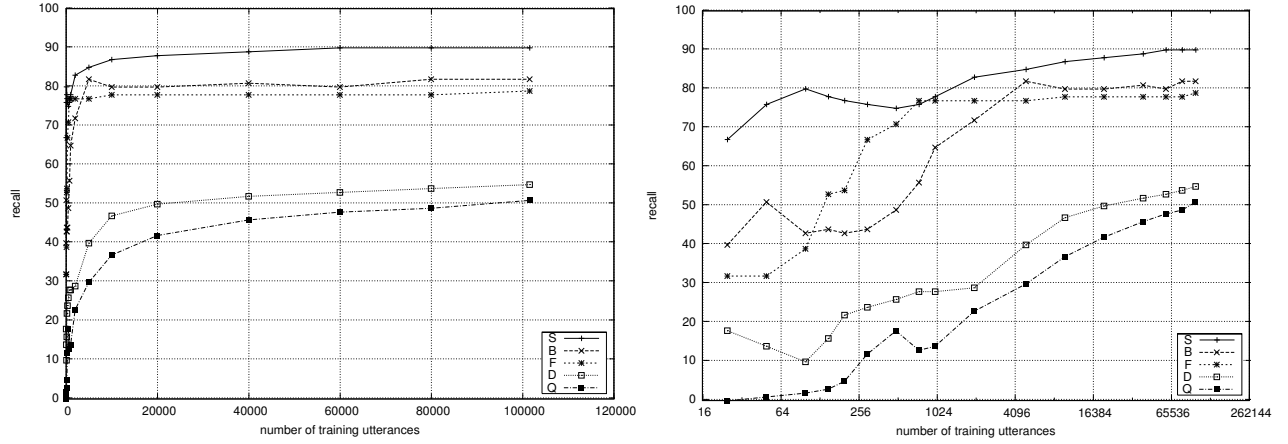 100
90
80
70
60
50
40
30
20
10
0
recall
0 20000 40000 60000 80000 100000 120000
number of training utterances
S
B
F
D
Q
100
90
80
70
60
50
40
30
20
10
0
recall
16 64 256 1024 4096 16384 65536 262144
number of training utterances
S
B
F
D
Q